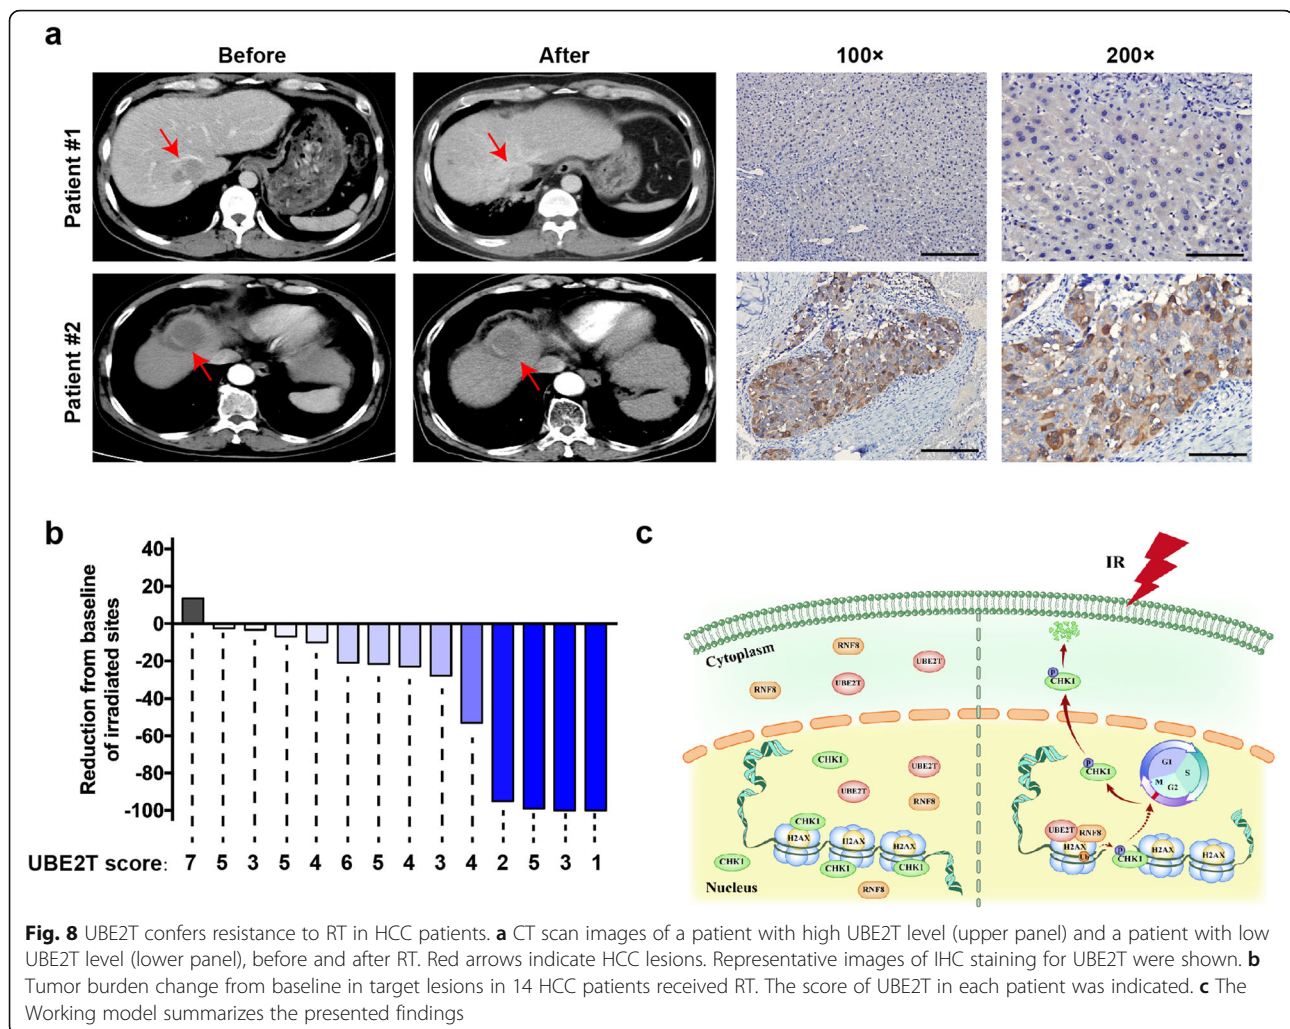 a
Before
After
100×
200×
Patient #1
Patient #2
b
Reduction from baseline
of irradiated sites
40
20
0
-20
-40
-60
-80
-100
UBE2T score: 7 5 3 5 4 6 5 4 3 4 2 5 3 1
c
IR
Cytoplasm
RNF8
UBE2T
UBE2T
RNF8
P
CHK1
CHK1
UBE2T
UBE2T
RNF8
CHK1
H2AX
H2AX
H2AX
CHK1
CHK1
CHK1
RNF8
Nucleus
P
CHK1
G1
S
M
G2
UBE2T
RNF8
H2AX
Ub
P
CHK1
H2AX
H2AX
Fig. 8 UBE2T confers resistance to RT in HCC patients. a CT scan images of a patient with high UBE2T level (upper panel) and a patient with low
UBE2T level (lower panel), before and after RT. Red arrows indicate HCC lesions. Representative images of IHC staining for UBE2T were shown. b
Tumor burden change from baseline in target lesions in 14 HCC patients received RT. The score of UBE2T in each patient was indicated. c The
Working model summarizes the presented findings